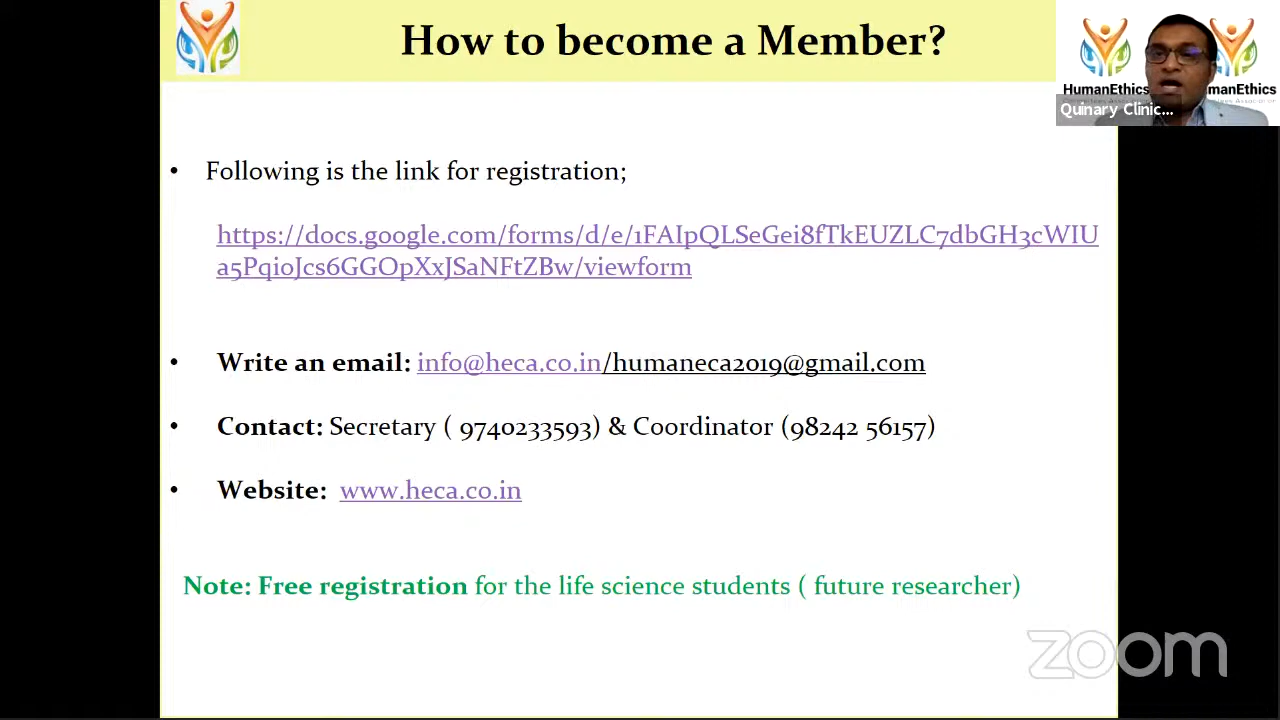 How to become a Member?
HumanEthics
manEthics
Quinary Clinic...
• Following is the link for registration;
https://docs.google.com/forms/d/e/1FAIpQLSeGei8fTkEUZLC7dbGH3cWIU
a5PqioJcs6GGOpXxJSaNFtZBw/viewform
• Write an email: info@heca.co.in/humaneca2019@gmail.com
• Contact: Secretary ( 9740233593) & Coordinator (98242 56157)
• Website: www.heca.co.in
Note: Free registration for the life science students ( future researcher)
zoom